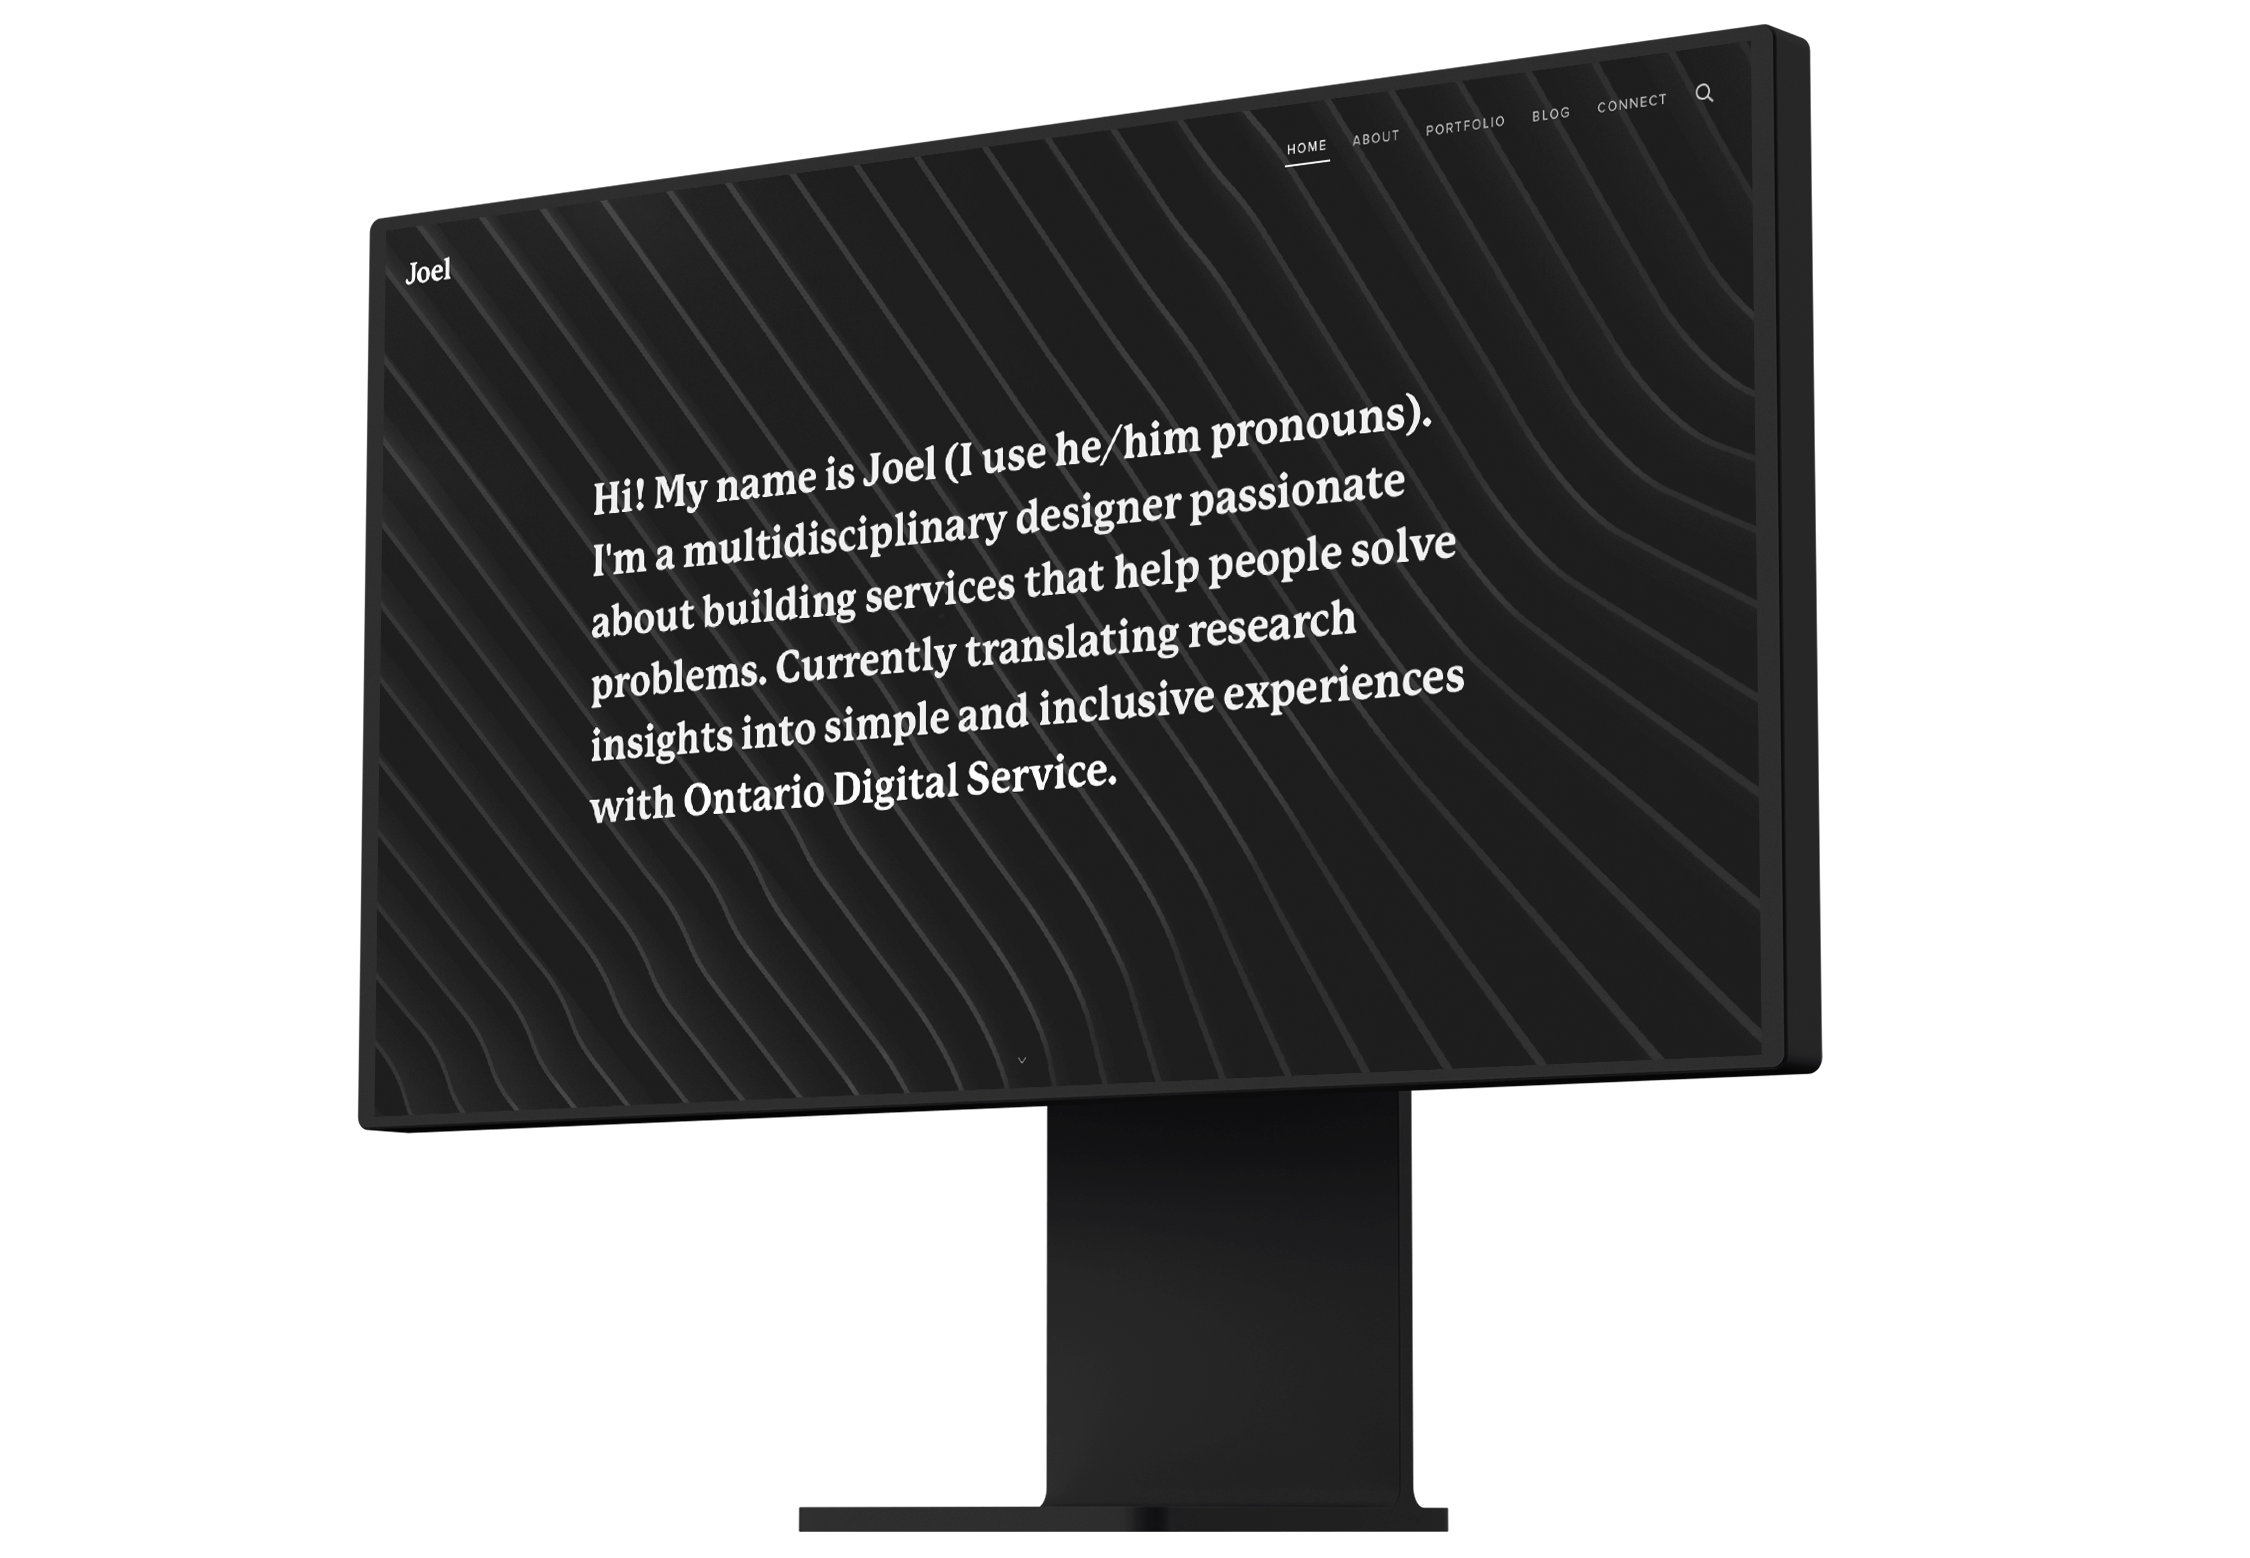 HOME ABOUT PORTFOLIO BLOG CONNECT
Joel
Hi! My name is Joel (I use he/him pronouns).
I'm a multidisciplinary designer passionate
about building services that help people solve
problems. Currently translating research
insights into simple and inclusive experiences
with Ontario Digital Service.